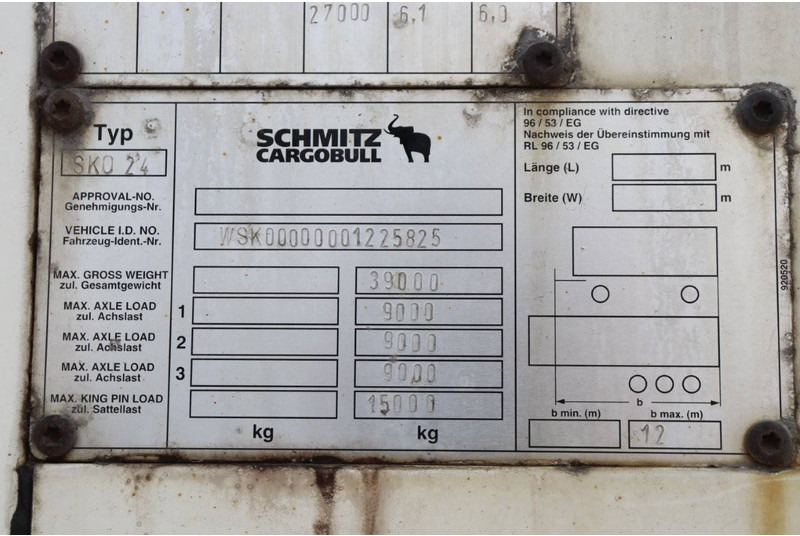 27000 6,1 6,0
Typ
SKO 24
SCHMITZ
CARGOBULL
APPROVAL-NO.
Genehmigungs-Nr.
VEHICLE I.D. NO.
Fahrzeug-Ident.-Nr.
WSK00000001225825
MAX. GROSS WEIGHT
zul. Gesamtgewicht
39000
MAX. AXLE LOAD
zul. Achslast
1
9000
MAX. AXLE LOAD
zul. Achslast
2
9000
MAX. AXLE LOAD
zul. Achslast
3
9000
MAX. KING PIN LOAD
zul. Sattellast
15000
kg
kg
In compliance with directive
96 / 53 / EG
Nachweis der Übereinstimmung mit
RL 96 / 53 / EG
Länge (L) m
Breite (W) m
b
b min. (m) b max. (m)
12
920520